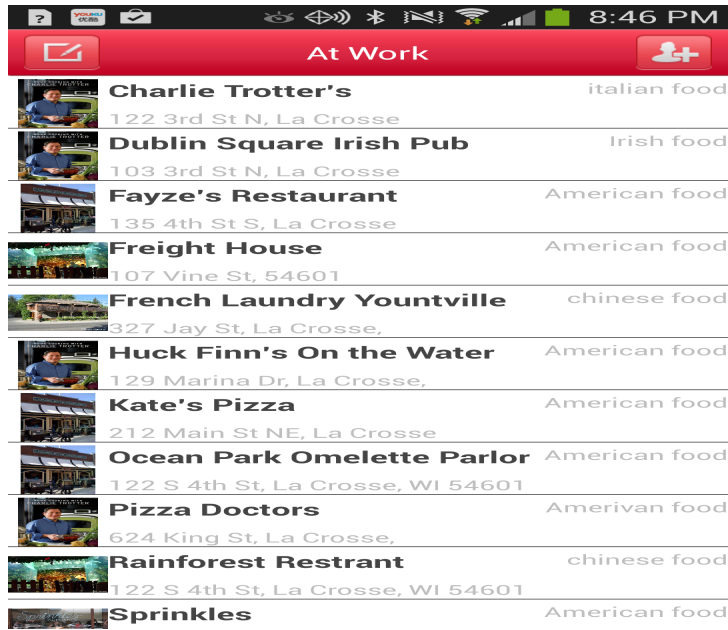 YOUKU
优酷
8:46 PM
At Work
Charlie Trotter's
italian food
122 3rd St N, La Crosse
Dublin Square Irish Pub
Irish food
103 3rd St N, La Crosse
Fayze's Restaurant
American food
135 4th St S, La Crosse
Freight House
American food
107 Vine St, 54601
French Laundry Yountville
chinese food
327 Jay St, La Crosse,
Huck Finn's On the Water
American food
129 Marina Dr, La Crosse,
Kate's Pizza
American food
212 Main St NE, La Crosse
Ocean Park Omelette Parlor
American food
122 S 4th St, La Crosse, WI 54601
Pizza Doctors
Amerivan food
624 King St, La Crosse,
Rainforest Restrant
chinese food
122 S 4th St, La Crosse, WI 54601
Sprinkles
American food